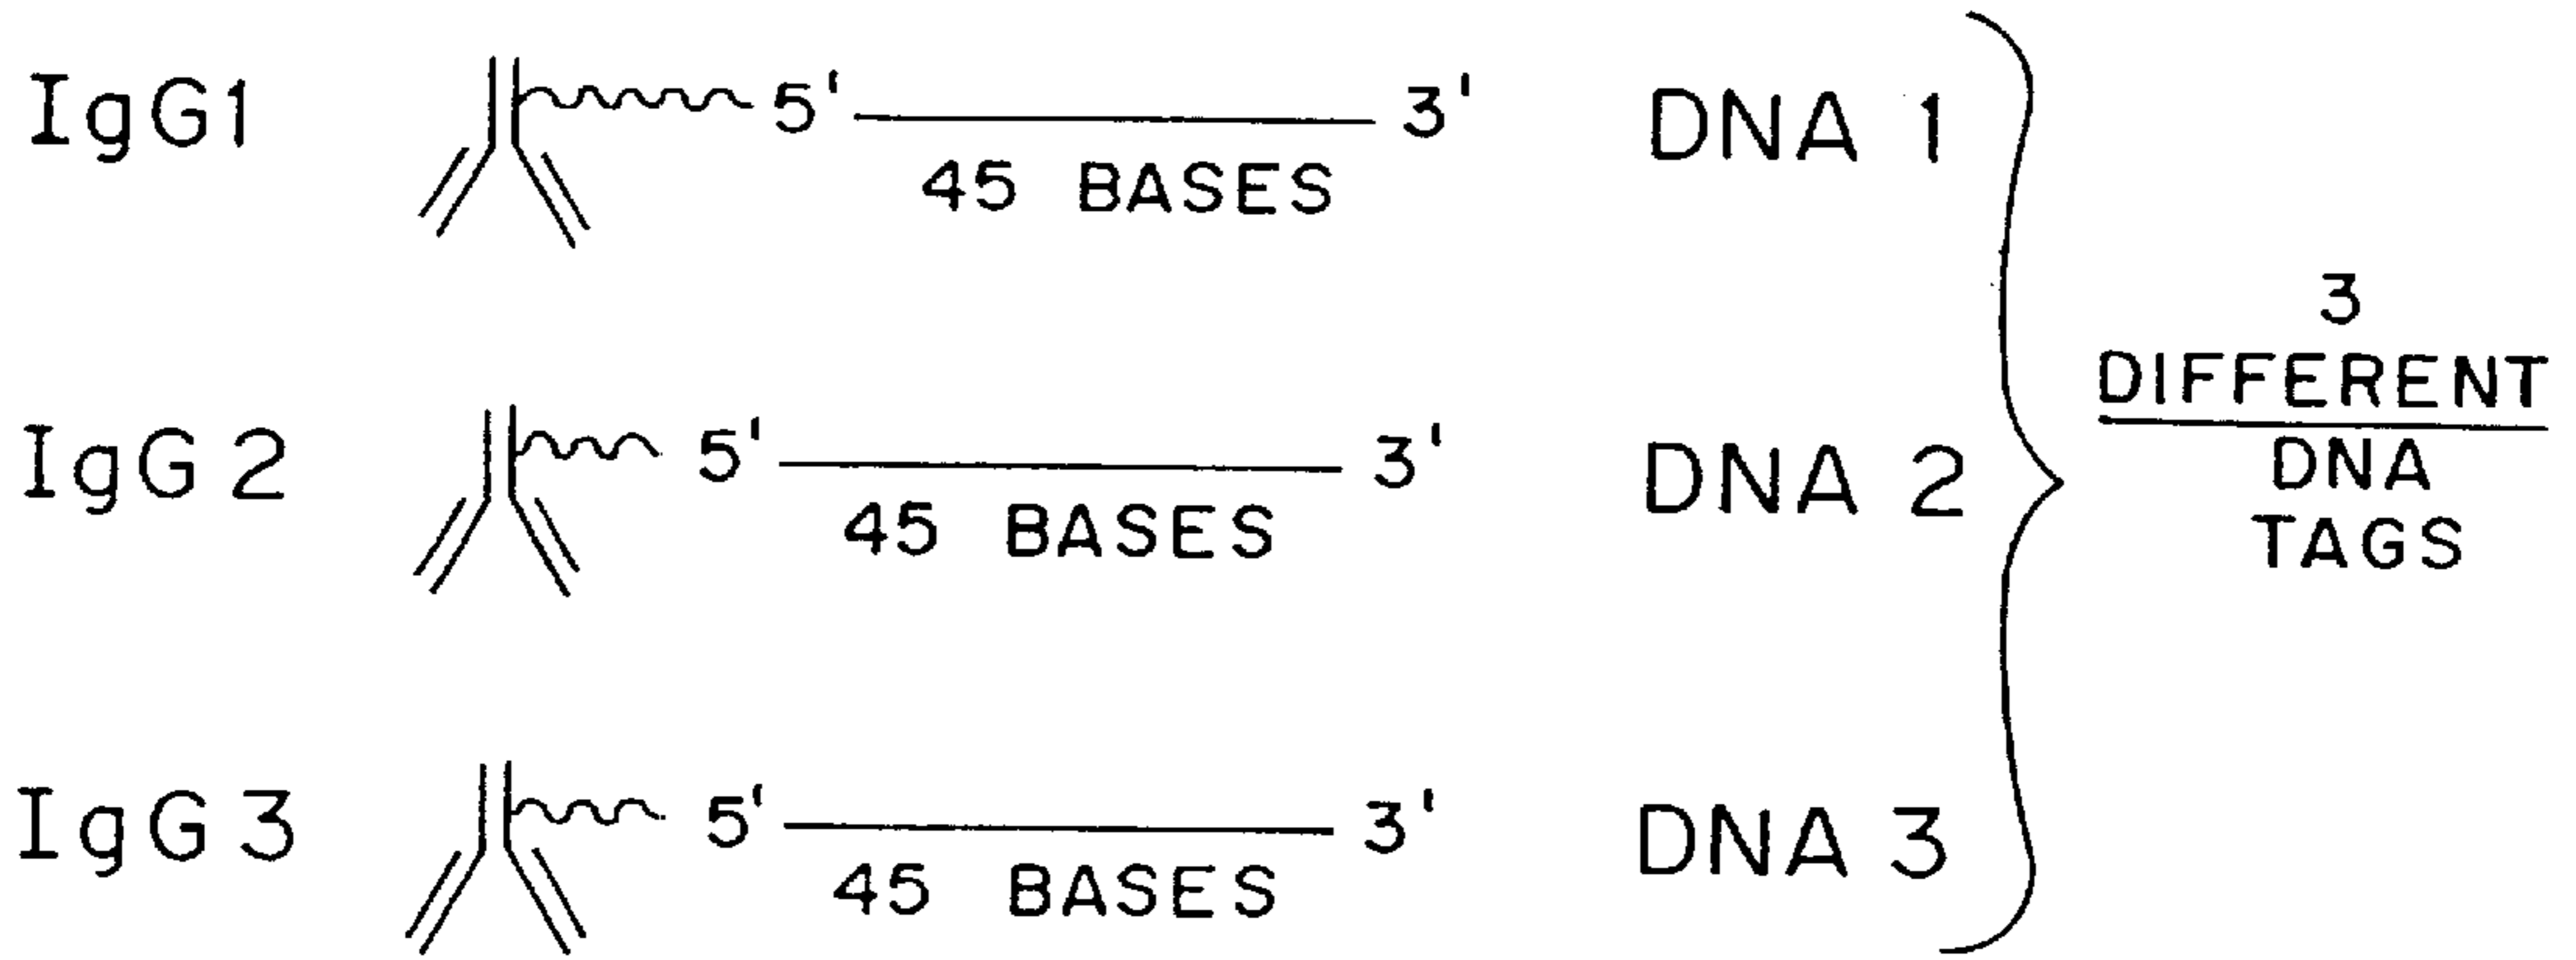 IgG1 5' 3' DNA 1
45 BASES
3
DIFFERENT
IgG2 5' 3' DNA 2
DNA
45 BASES
TAGS
IgG3 5' 3' DNA 3
45 BASES